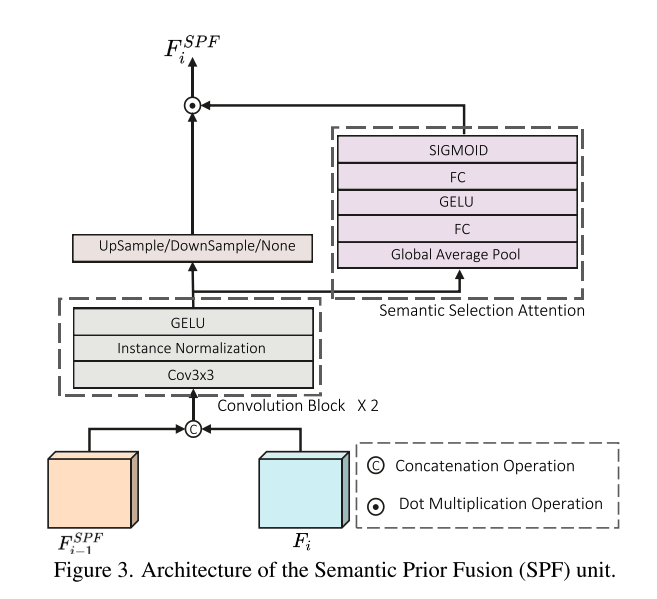 F_i^{SPF}
SIGMOID
FC
GELU
FC
Global Average Pool
UpSample/DownSample/None
Semantic Selection Attention
GELU
Instance Normalization
Cov3x3
Convolution Block X 2
C
C Concatenation Operation
Dot Multiplication Operation
F_{i-1}^{SPF}
F_i
Figure 3. Architecture of the Semantic Prior Fusion (SPF) unit.